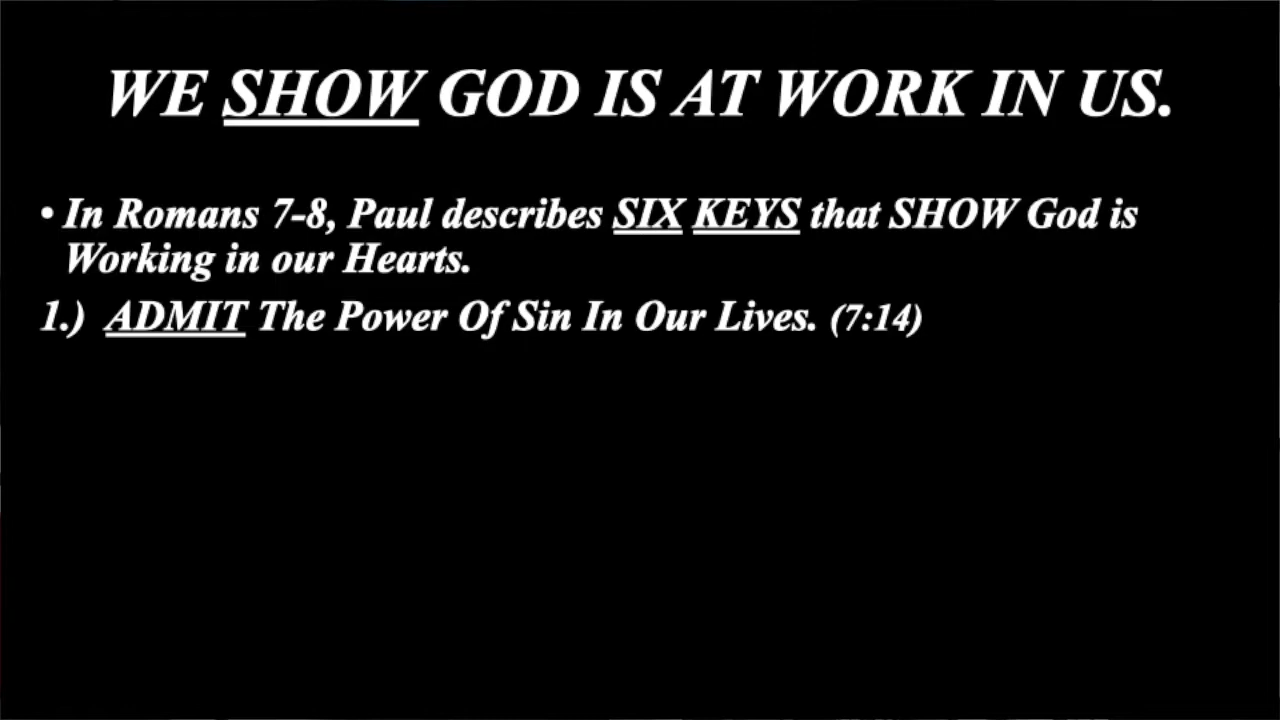 WE SHOW GOD IS AT WORK IN US.
• In Romans 7-8, Paul describes SIX KEYS that SHOW God is
Working in our Hearts.
1.) ADMIT The Power Of Sin In Our Lives. (7:14)